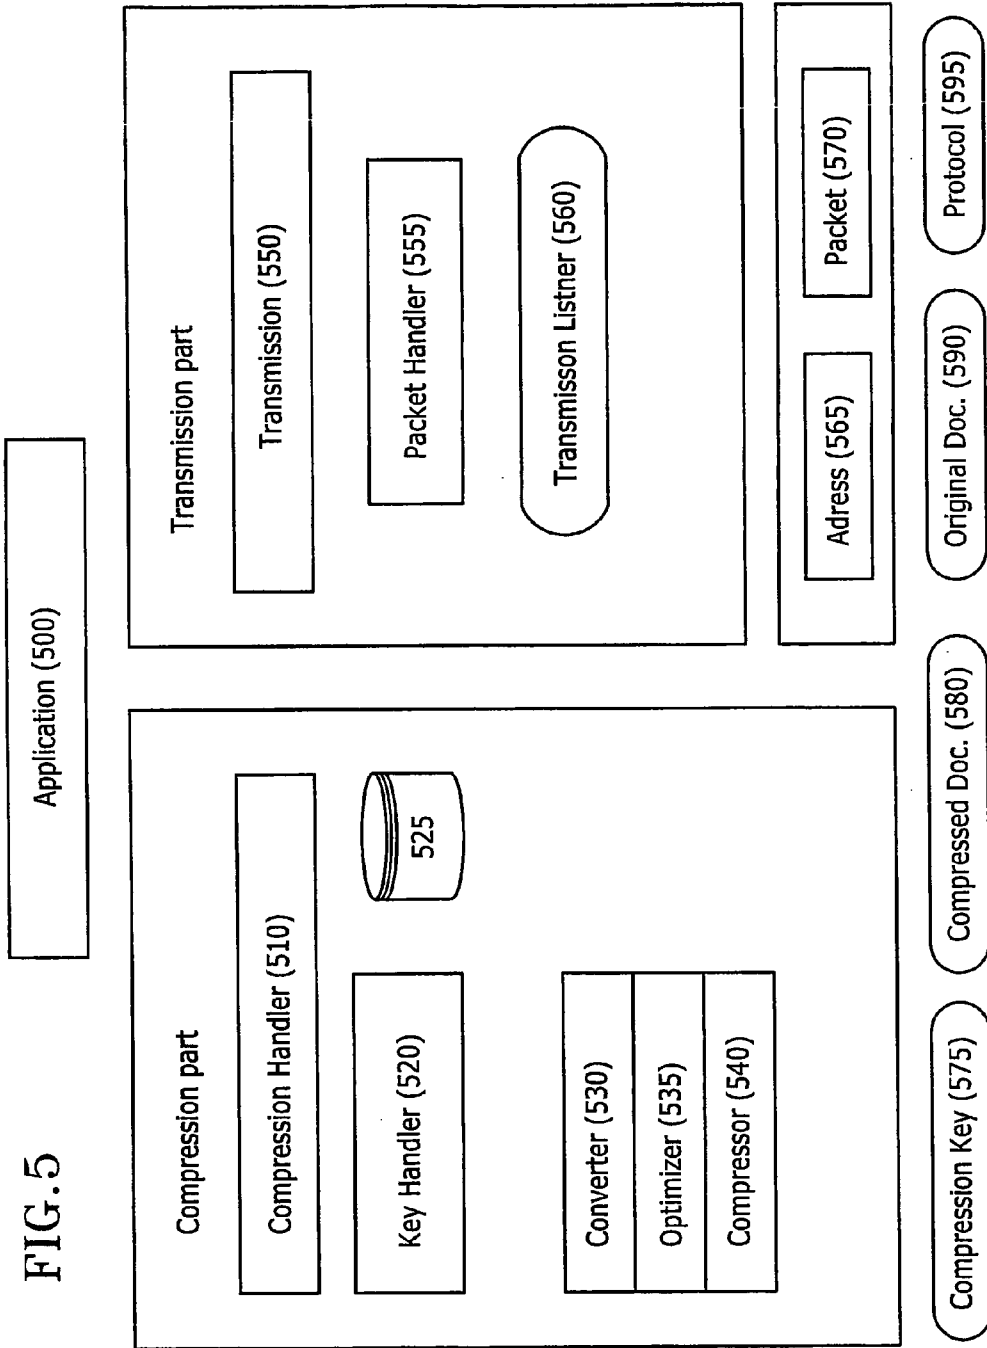 FIG.5
Application (500)
Compression part
Compression Handler (510)
Key Handler (520)
525
Converter (530)
Optimizer (535)
Compressor (540)
Transmission part
Transmission (550)
Packet Handler (555)
Transmisson Listner (560)
Adress (565)
Packet (570)
Compression Key (575)
Compressed Doc. (580)
Original Doc. (590)
Protocol (595)